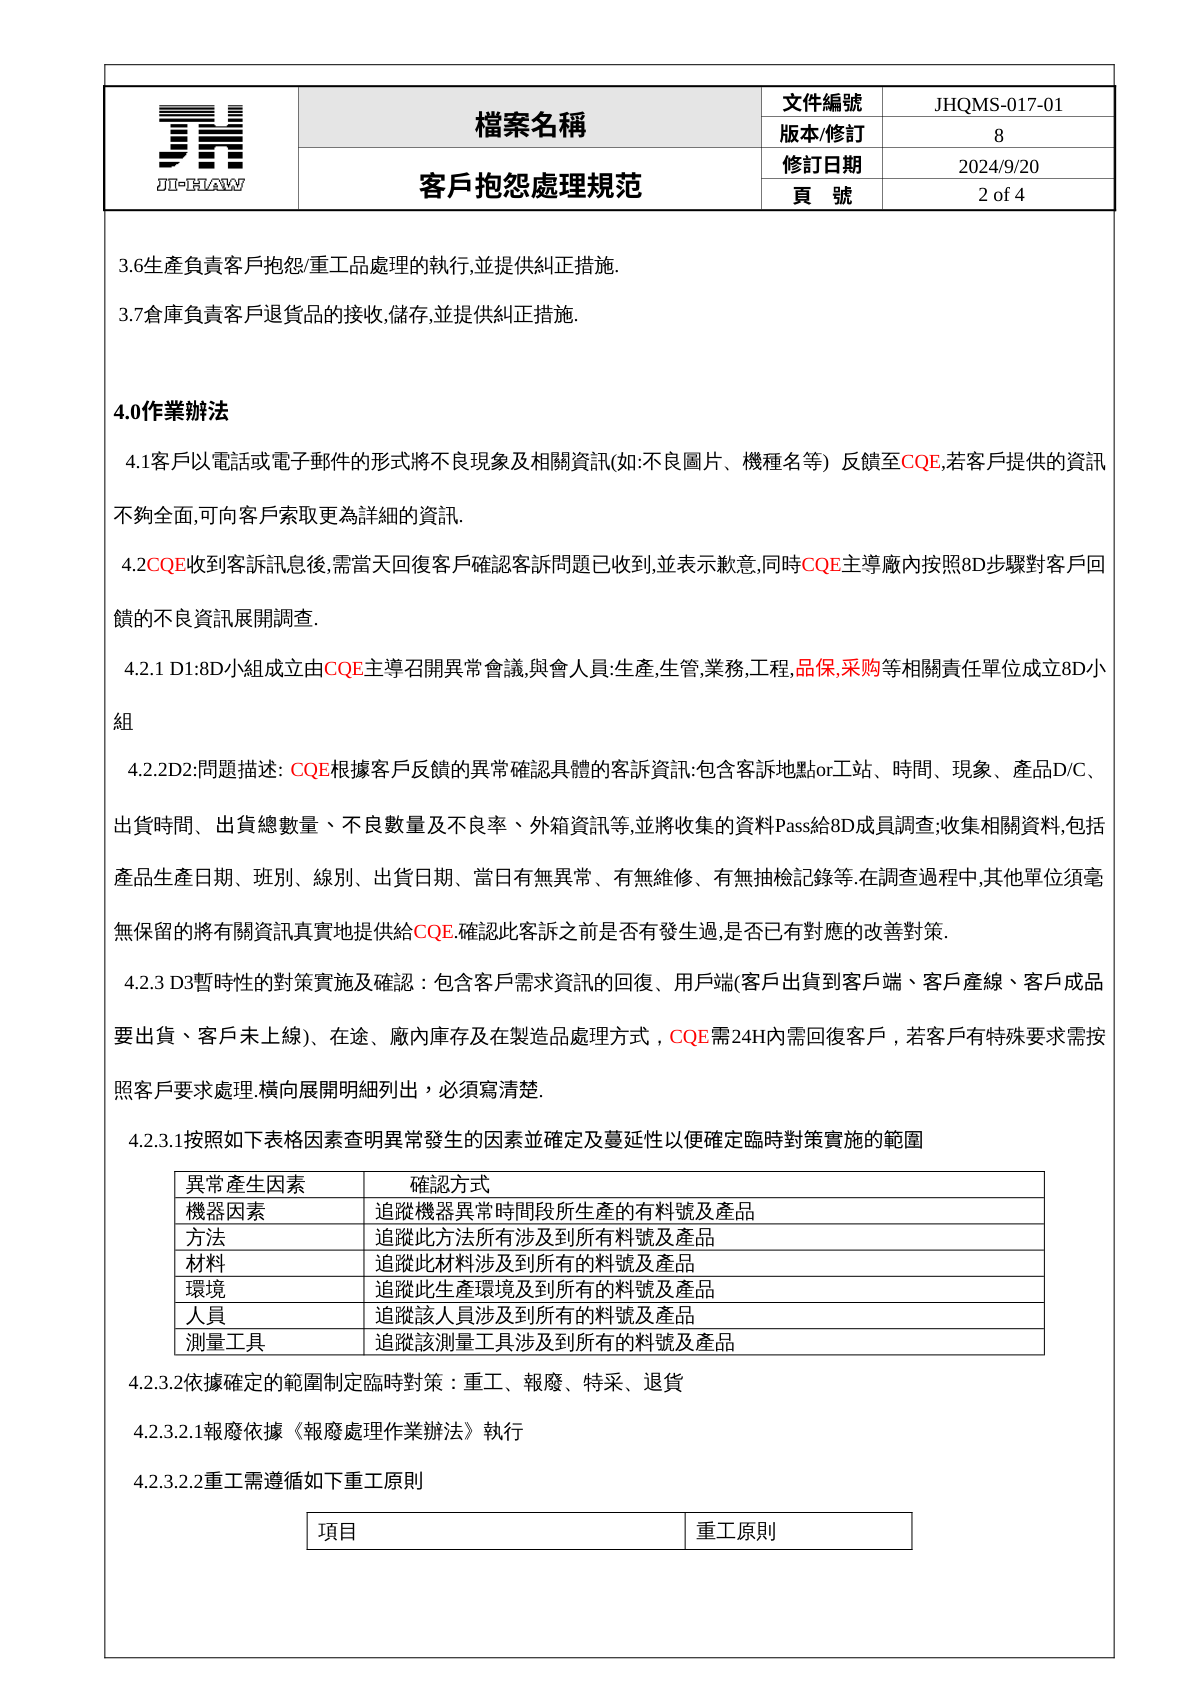 JI-HAW
檔案名稱
客戶抱怨處理規范
文件編號 JHQMS-017-01
版本/修訂 8
修訂日期 2024/9/20
頁 號 2 of 4
3.6生產負責客戶抱怨/重工品處理的執行,並提供糾正措施.
3.7倉庫負責客戶退貨品的接收,儲存,並提供糾正措施.
4.0作業辦法
4.1客戶以電話或電子郵件的形式將不良現象及相關資訊(如:不良圖片、機種名等) 反饋至CQE,若客戶提供的資訊
不夠全面,可向客戶索取更為詳細的資訊.
4.2CQE收到客訴訊息後,需當天回復客戶確認客訴問題已收到,並表示歉意,同時CQE主導廠內按照8D步驟對客戶回
饋的不良資訊展開調查.
4.2.1 D1:8D小組成立由CQE主導召開異常會議,與會人員:生產,生管,業務,工程,品保,采购等相關責任單位成立8D小
組
4.2.2D2:問題描述: CQE根據客戶反饋的異常確認具體的客訴資訊:包含客訴地點or工站、時間、現象、產品D/C、
出貨時間、出貨總數量、不良數量及不良率、外箱資訊等,並將收集的資料Pass給8D成員調查;收集相關資料,包括
產品生產日期、班別、線別、出貨日期、當日有無異常、有無維修、有無抽檢記錄等.在調查過程中,其他單位須毫
無保留的將有關資訊真實地提供給CQE.確認此客訴之前是否有發生過,是否已有對應的改善對策.
4.2.3 D3暫時性的對策實施及確認：包含客戶需求資訊的回復、用戶端(客戶出貨到客戶端、客戶產線、客戶成品
要出貨、客戶未上線)、在途、廠內庫存及在製造品處理方式，CQE需24H內需回復客戶，若客戶有特殊要求需按
照客戶要求處理.橫向展開明細列出，必須寫清楚.
4.2.3.1按照如下表格因素查明異常發生的因素並確定及蔓延性以便確定臨時對策實施的範圍
異常產生因素 確認方式
機器因素 追蹤機器異常時間段所生產的有料號及產品
方法 追蹤此方法所有涉及到所有料號及產品
材料 追蹤此材料涉及到所有的料號及產品
環境 追蹤此生產環境及到所有的料號及產品
人員 追蹤該人員涉及到所有的料號及產品
測量工具 追蹤該測量工具涉及到所有的料號及產品
4.2.3.2依據確定的範圍制定臨時對策：重工、報廢、特采、退貨
4.2.3.2.1報廢依據《報廢處理作業辦法》執行
4.2.3.2.2重工需遵循如下重工原則
項目 重工原則